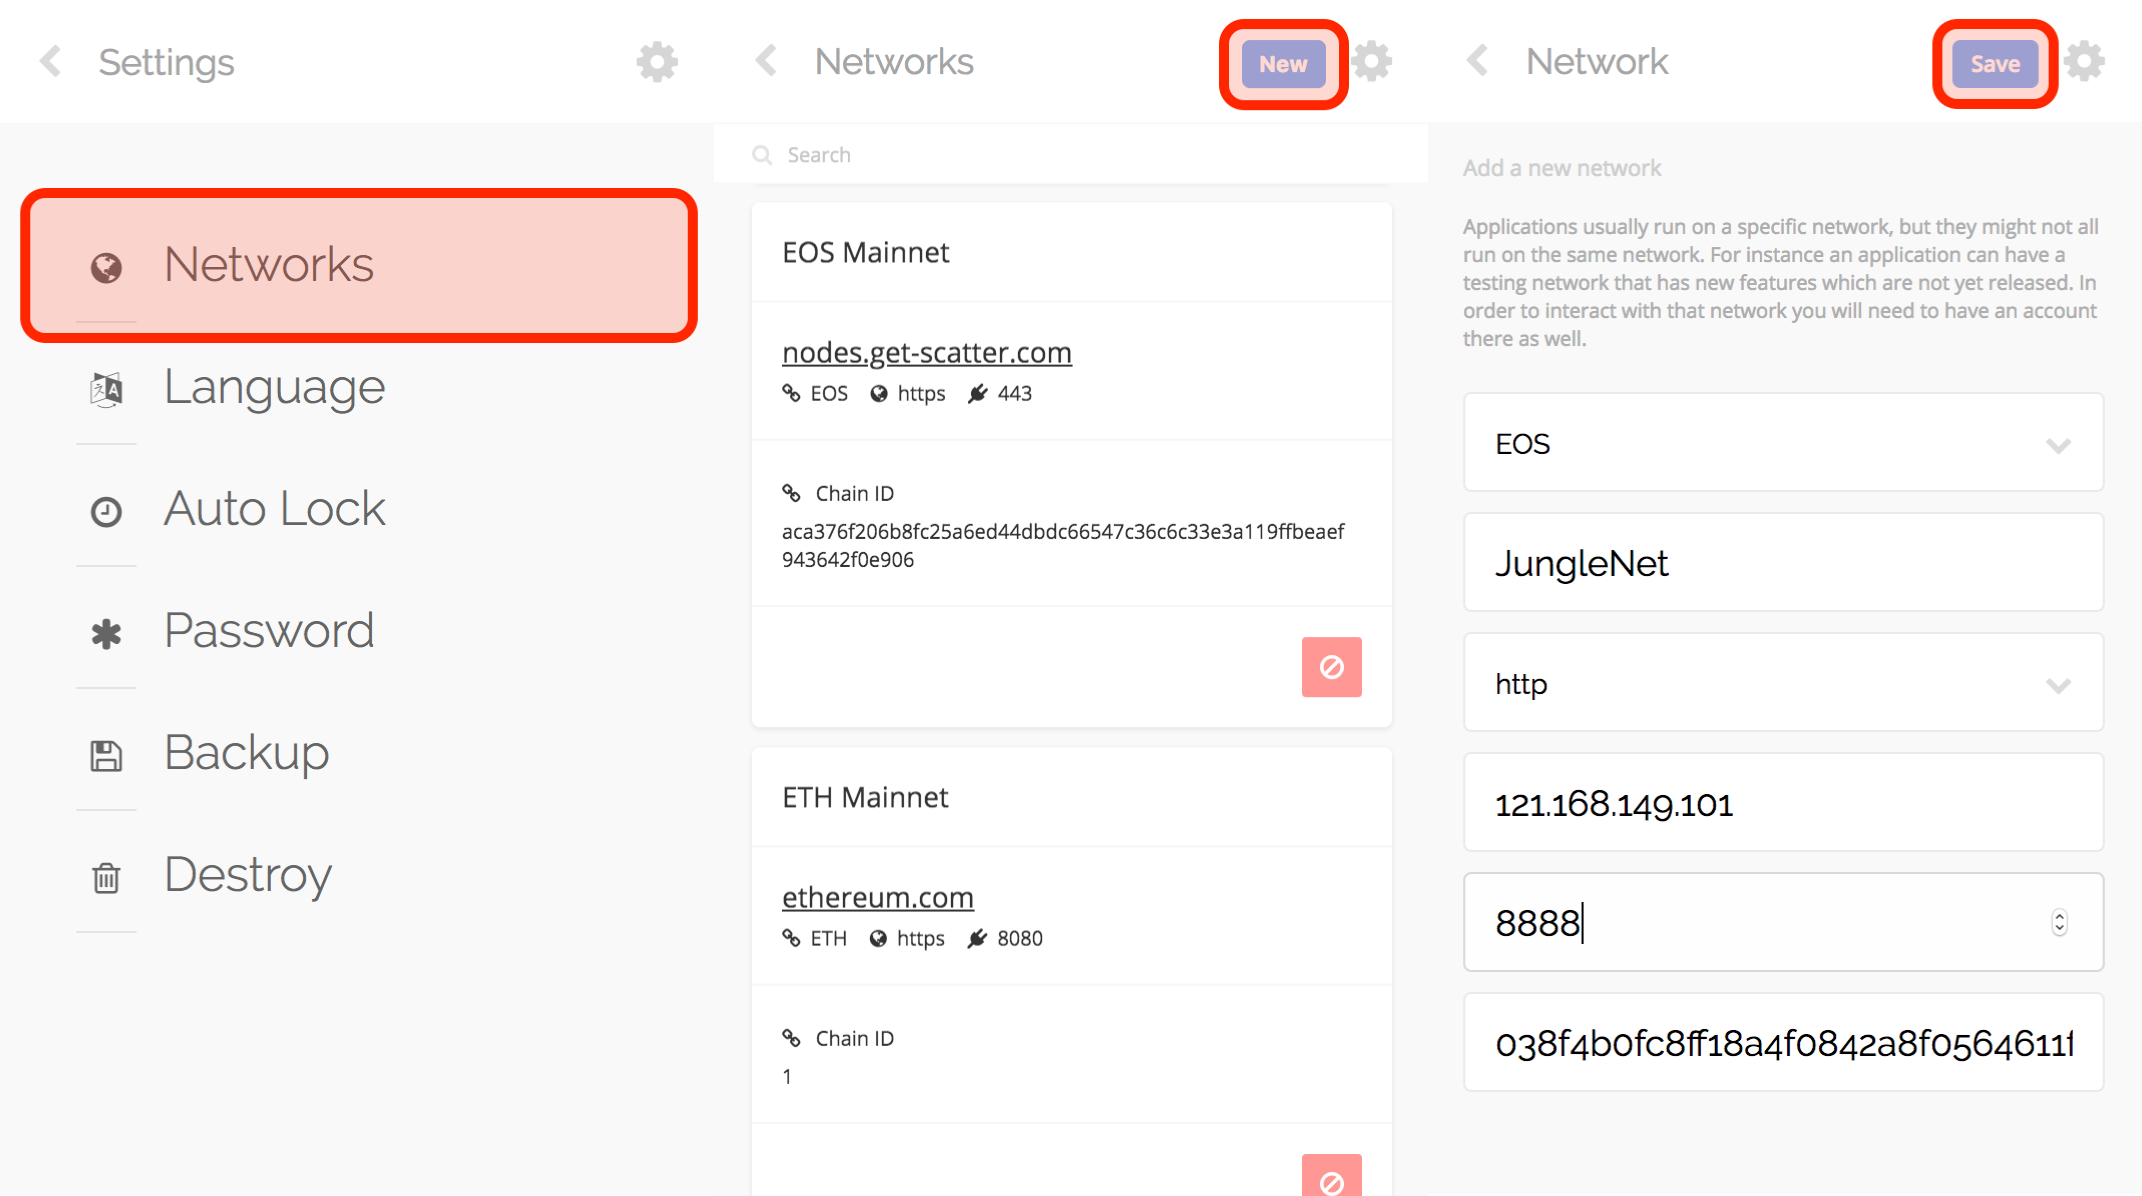 Settings
Networks
Language
Auto Lock
Password
Backup
Destroy
Networks
New
Search
EOS Mainnet
nodes.get-scatter.com
EOS https 443
Chain ID
aca376f206b8fc25a6ed44dbdc66547c36c6c33e3a119ffbeaef
943642f0e906
ETH Mainnet
ethereum.com
ETH https 8080
Chain ID
1
Network
Save
Add a new network
Applications usually run on a specific network, but they might not all
run on the same network. For instance an application can have a
testing network that has new features which are not yet released. In
order to interact with that network you will need to have an account
there as well.
EOS
JungleNet
http
121.168.149.101
8888
038f4b0fc8ff18a4f0842a8f0564611f